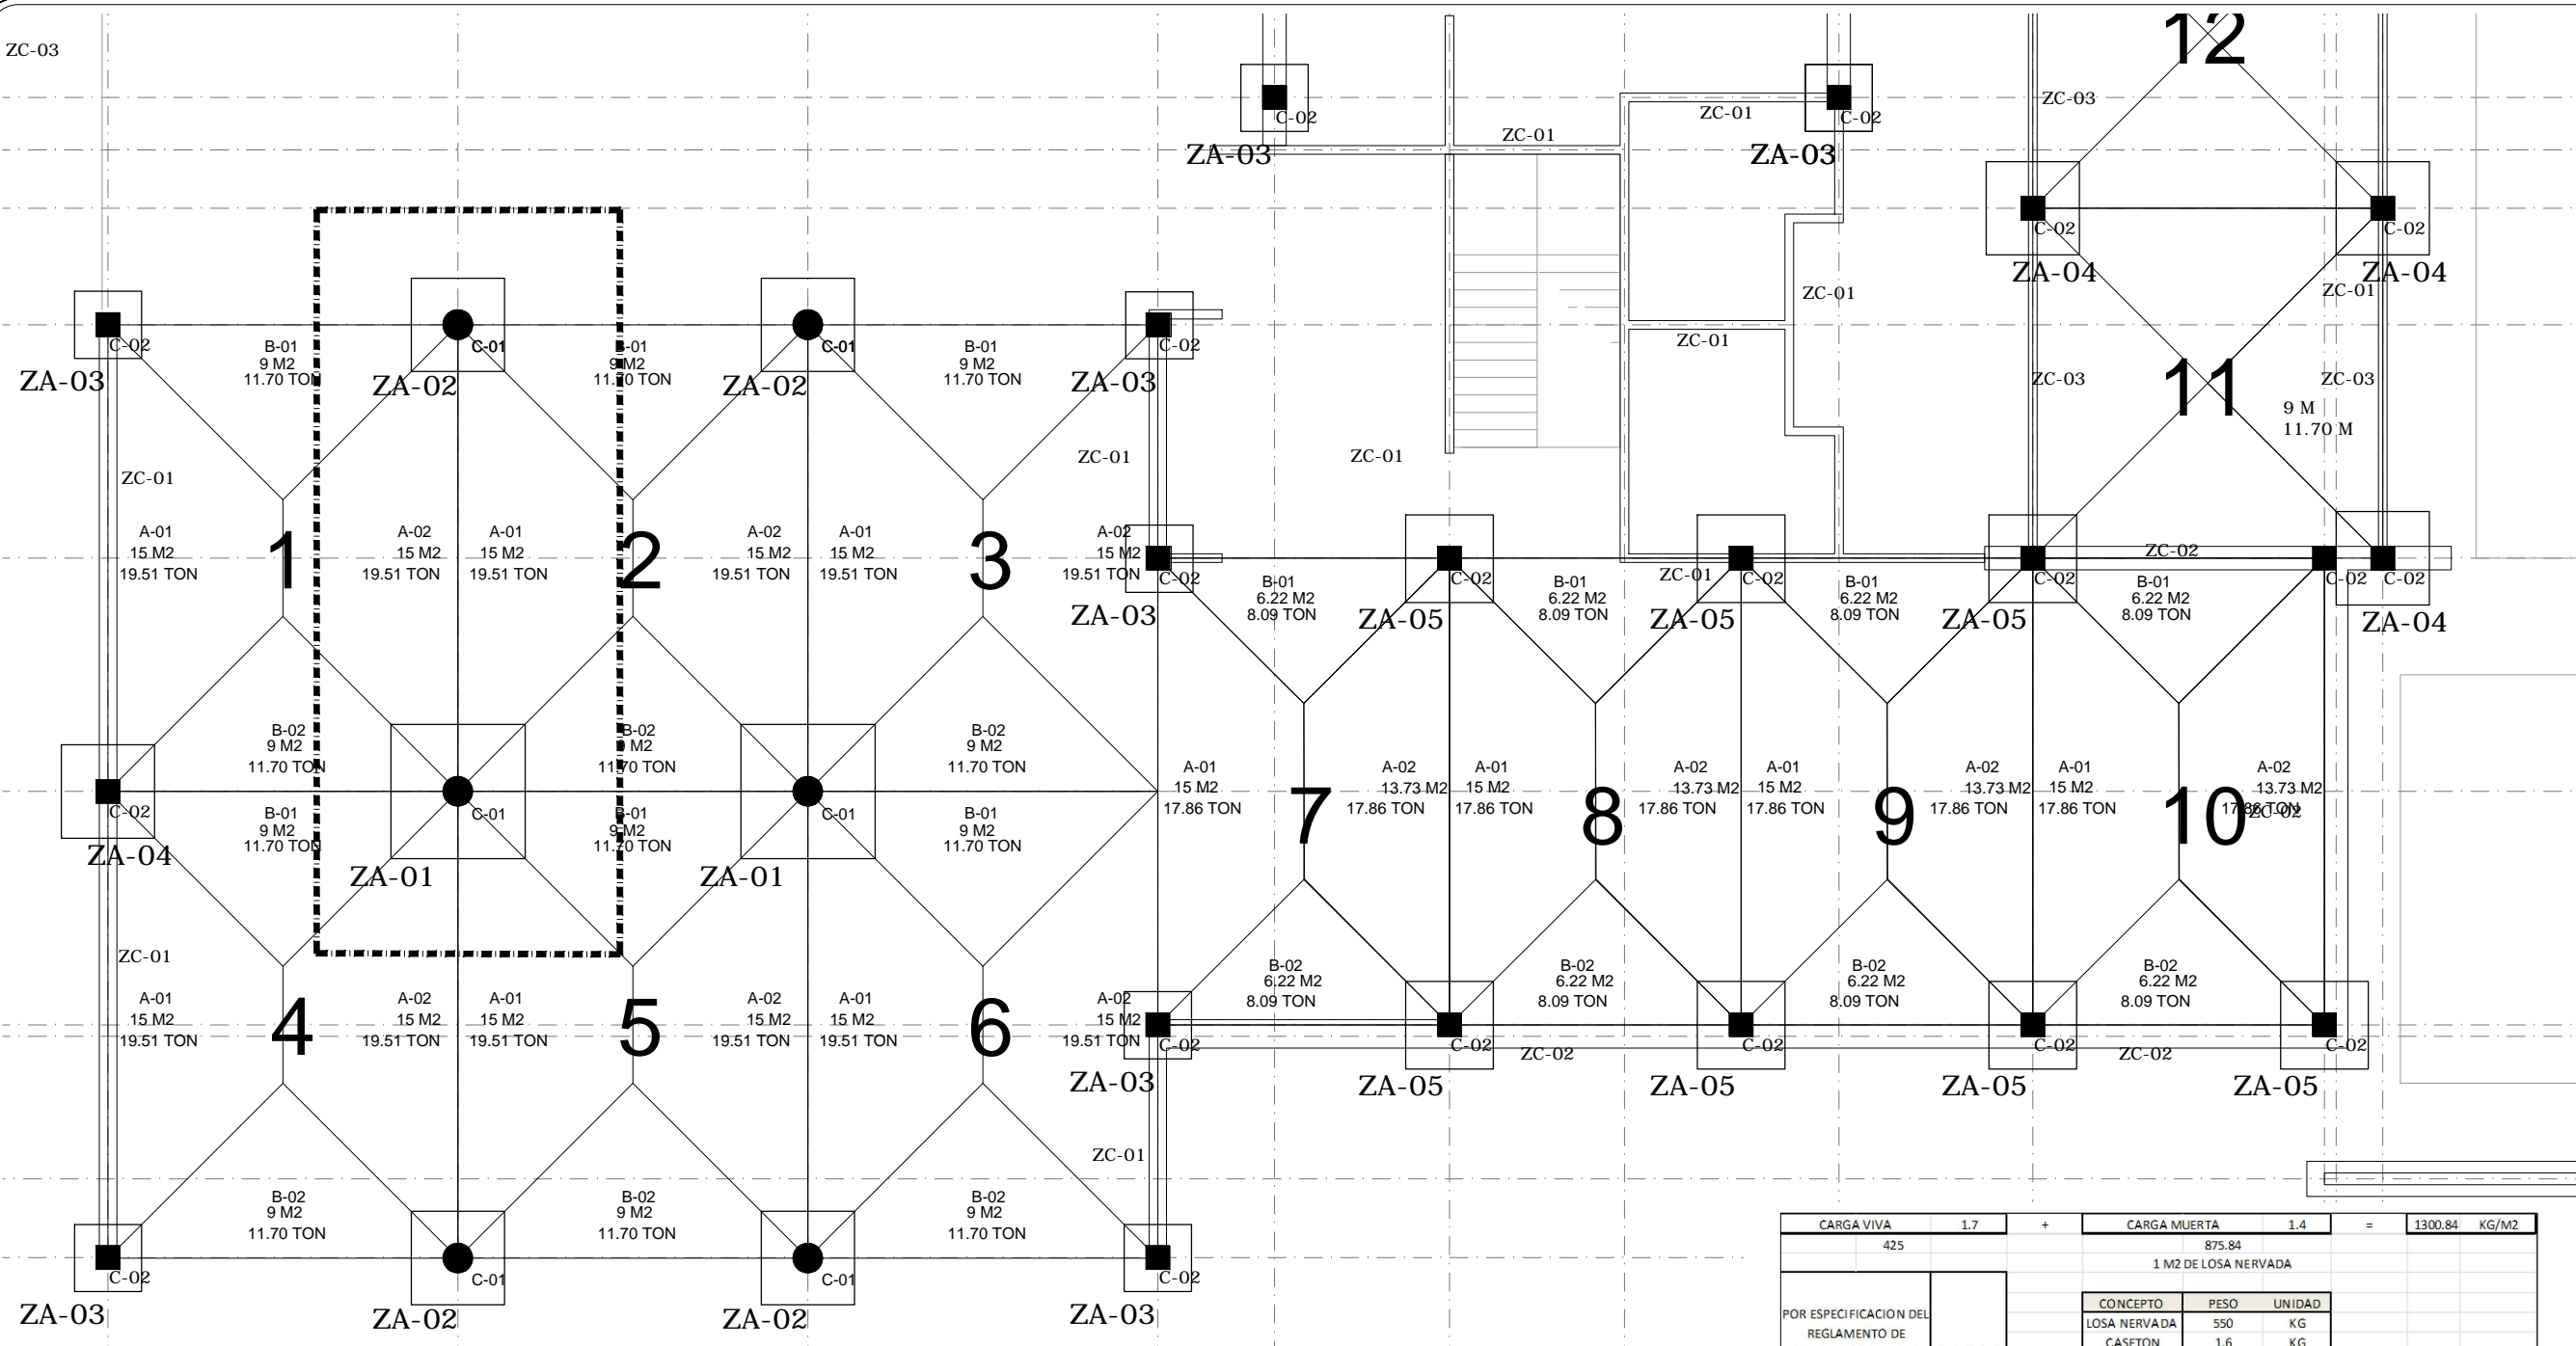 ZC-03
12
ZC-03
C-02
C-02
ZC-01
ZC-01
ZA-03
ZA-03
C-02
C-02
ZA-04
ZA-04
ZC-01
ZC-01
C-02
C-01
C-01
C-02
ZC-01
B-01
9 M2
11.70 TON
B-01
9 M2
11.70 TON
B-01
9 M2
11.70 TON
ZA-03
ZA-02
ZA-02
ZA-03
ZC-03
11
ZC-03
9 M
11.70 M
ZC-01
ZC-01
ZC-01
A-01
15 M2
19.51 TON
1
A-02
15 M2
19.51 TON
A-01
15 M2
19.51 TON
2
A-02
15 M2
19.51 TON
A-01
15 M2
19.51 TON
3
A-02
15 M2
19.51 TON
C-02
ZA-03
C-02
ZC-01
C-02
ZC-02
C-02
C-02
C-02
B-01
6.22 M2
8.09 TON
B-01
6.22 M2
8.09 TON
B-01
6.22 M2
8.09 TON
B-01
6.22 M2
8.09 TON
ZA-05
ZA-05
ZA-05
ZA-04
B-02
9 M2
11.70 TON
B-02
9 M2
11.70 TON
B-02
9 M2
11.70 TON
C-02
C-01
C-01
B-01
9 M2
11.70 TON
B-01
9 M2
11.70 TON
B-01
9 M2
11.70 TON
ZA-04
ZA-01
ZA-01
A-01
15 M2
17.86 TON
7
A-02
13.73 M2
17.86 TON
A-01
15 M2
17.86 TON
8
A-02
13.73 M2
17.86 TON
A-01
15 M2
17.86 TON
9
A-02
13.73 M2
17.86 TON
A-01
15 M2
17.86 TON
10
A-02
13.73 M2
17.86 TON
ZC-02
ZC-01
A-01
15 M2
19.51 TON
4
A-02
15 M2
19.51 TON
A-01
15 M2
19.51 TON
5
A-02
15 M2
19.51 TON
A-01
15 M2
19.51 TON
6
A-02
15 M2
19.51 TON
B-02
6.22 M2
8.09 TON
B-02
6.22 M2
8.09 TON
B-02
6.22 M2
8.09 TON
B-02
6.22 M2
8.09 TON
C-02
C-02
ZC-02
C-02
C-02
ZC-02
C-02
ZA-03
ZA-05
ZA-05
ZA-05
ZA-05
ZC-01
B-02
9 M2
11.70 TON
B-02
9 M2
11.70 TON
B-02
9 M2
11.70 TON
C-02
C-01
C-01
C-02
ZA-03
ZA-02
ZA-02
ZA-03
CARGA VIVA 1.7 + CARGA MUERTA 1.4 = 1300.84 KG/M2
425 875.84
1 M2 DE LOSA NERVADA
CONCEPTO PESO UNIDAD
POR ESPECIFICACION DEL
LOSA NERVADA 550 KG
REGLAMENTO DE
CASETON 1.6 KG